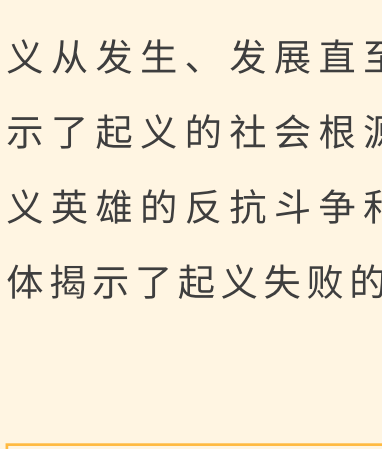 义从发生、发展直至
示了起义的社会根源
义英雄的反抗斗争和
体揭示了起义失败的